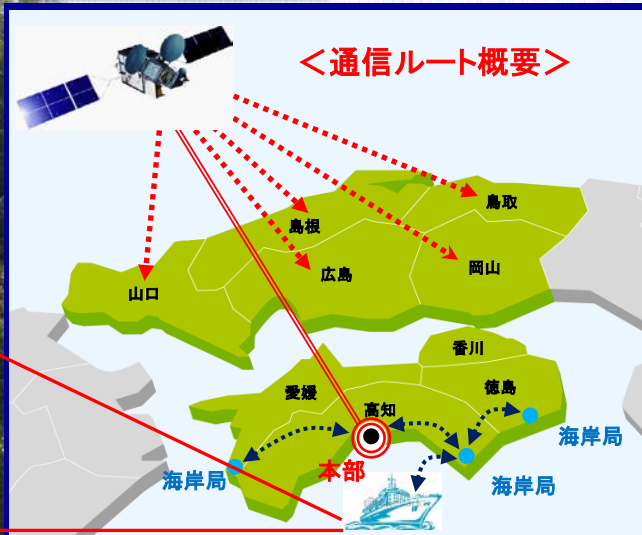 ＜通信ルート概要＞
鳥取
島根
岡山
広島
山口
香川
愛媛
徳島
高知
海岸局
本部
海岸局
海岸局